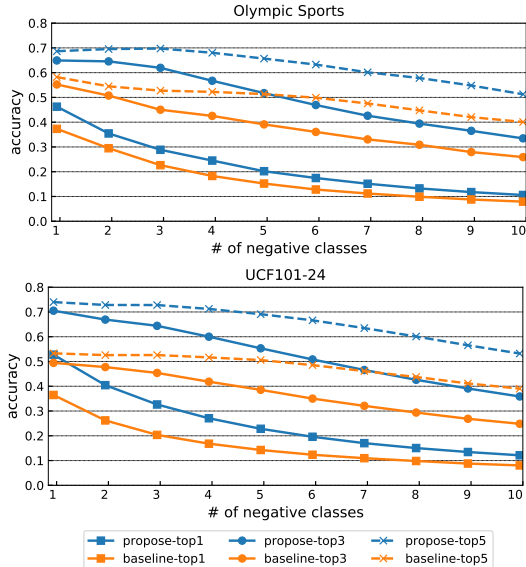 Olympic Sports
0.8
0.7
0.6
0.5
0.4
0.3
0.2
0.1
0.0
accuracy
1 2 3 4 5 6 7 8 9 10
# of negative classes
UCF101-24
0.8
0.7
0.6
0.5
0.4
0.3
0.2
0.1
0.0
accuracy
1 2 3 4 5 6 7 8 9 10
# of negative classes
propose-top1 propose-top3 propose-top5
baseline-top1 baseline-top3 baseline-top5